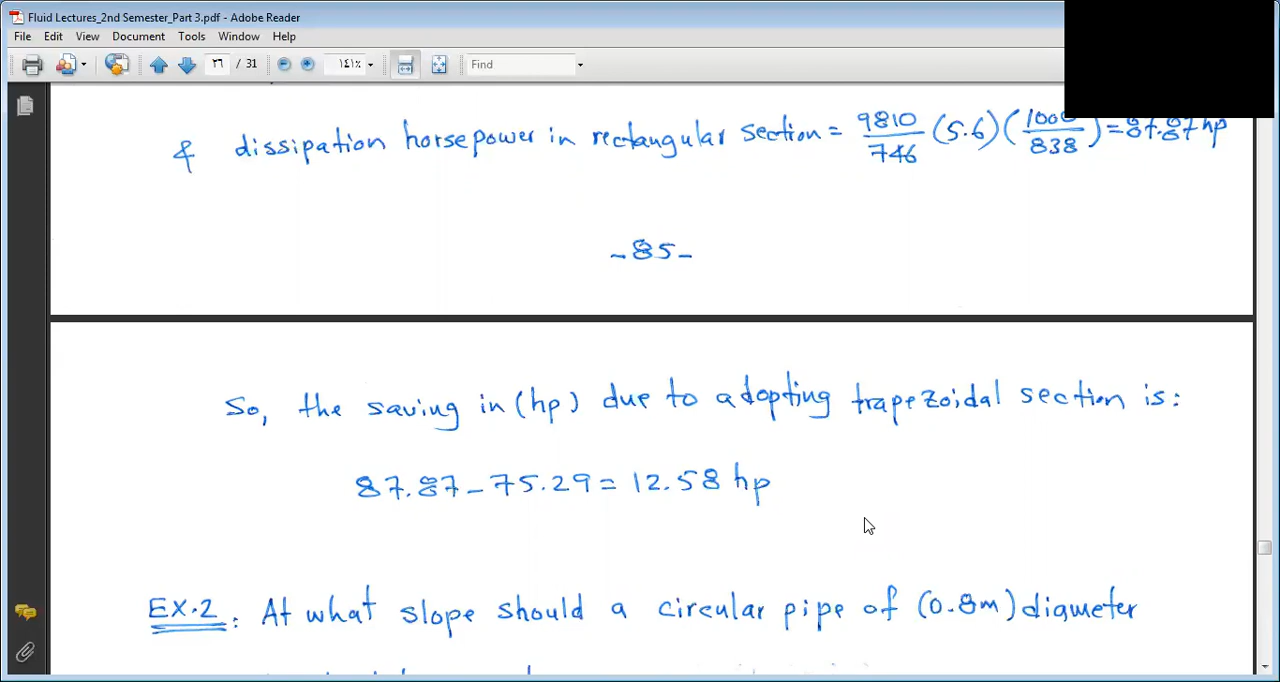 Fluid Lectures_2nd Semester_Part 3.pdf - Adobe Reader
File Edit View Document Tools Window Help
٢٦ / 31 ١٤١٪ Find
& dissipation horsepower in rectangular section = 9810/746 (5.6) (1000/838) = 87.87 hp
-85-
So, the saving in (hp) due to adopting trapezoidal section is:
87.87 - 75.29 = 12.58 hp
EX.2: At what slope should a circular pipe of (0.8m) diameter